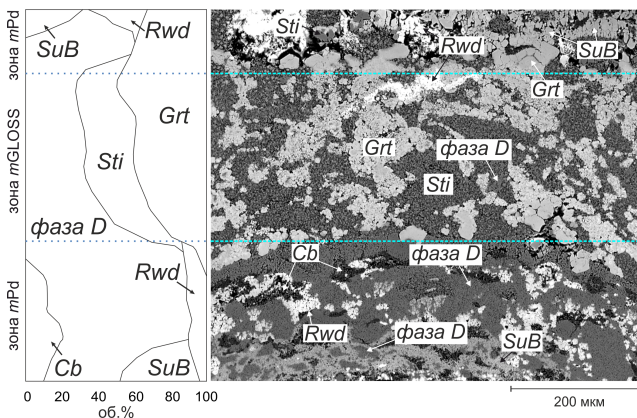 зона mPd
SuB
Rwd
зона mGLOSS
Sti
Grt
фаза D
зона mPd
Rwd
Cb
SuB
0 20 40 60 80 100
об.%
Sti
Rwd
SuB
Grt
Grt
фаза D
Sti
Cb
фаза D
Rwd
фаза D
SuB
200 мкм